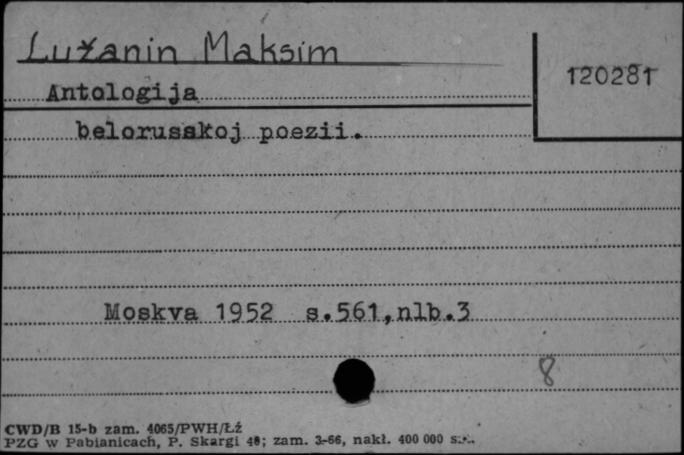 Lužanin Maksim
120281
Antologija
belorusskoj poezii.
Moskva 1952 s.561,nlb.3
8
CWD/B 15-b zam. 4065/PWH/Łź
PZG w Pabianicach, P. Skargi 48; zam. 3-66, nakł. 400 000